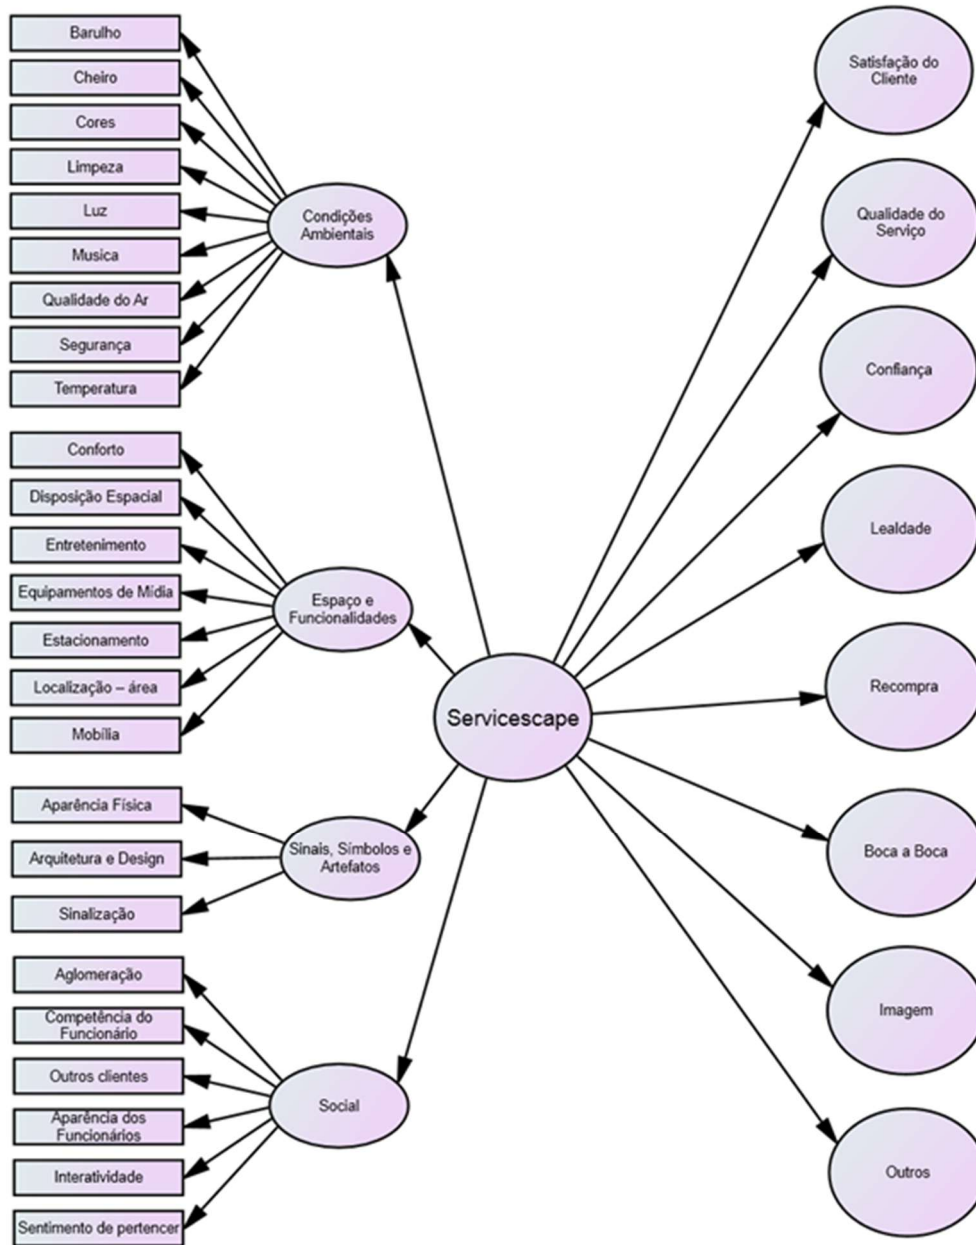 Barulho
Cheiro
Cores
Limpeza
Luz
Musica
Qualidade do Ar
Segurança
Temperatura
Condições
Ambientais
Conforto
Disposição Espacial
Entretenimento
Equipamentos de Mídia
Estacionamento
Localização – área
Mobília
Espaço e
Funcionalidades
Aparência Física
Arquitetura e Design
Sinalização
Sinais, Símbolos e
Artefatos
Aglomeração
Competência do
Funcionário
Outros clientes
Aparência dos
Funcionários
Interatividade
Sentimento de pertencer
Social
Servicescape
Satisfação do
Cliente
Qualidade do
Serviço
Confiança
Lealdade
Recompra
Boca a Boca
Imagem
Outros